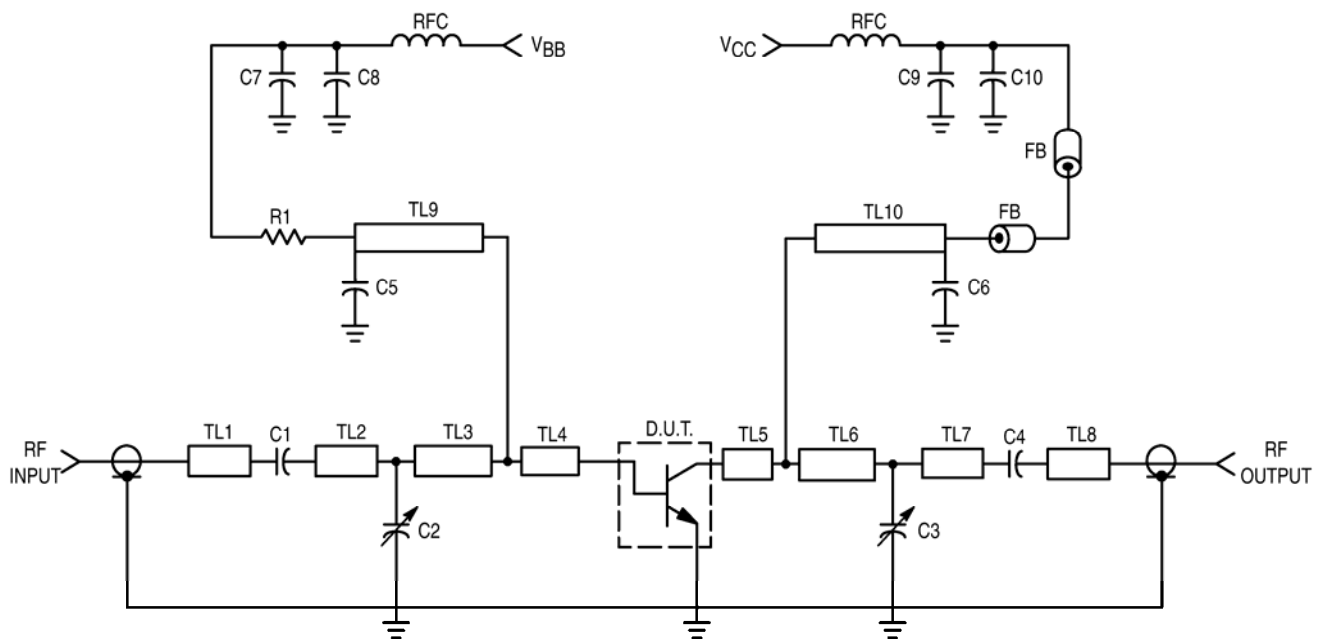 RFC
VBB
VCC
RFC
C7
C8
C9
C10
FB
R1
TL9
TL10
FB
C5
C6
RF
INPUT
TL1
C1
TL2
TL3
TL4
D.U.T.
TL5
TL6
TL7
C4
TL8
RF
OUTPUT
C2
C3